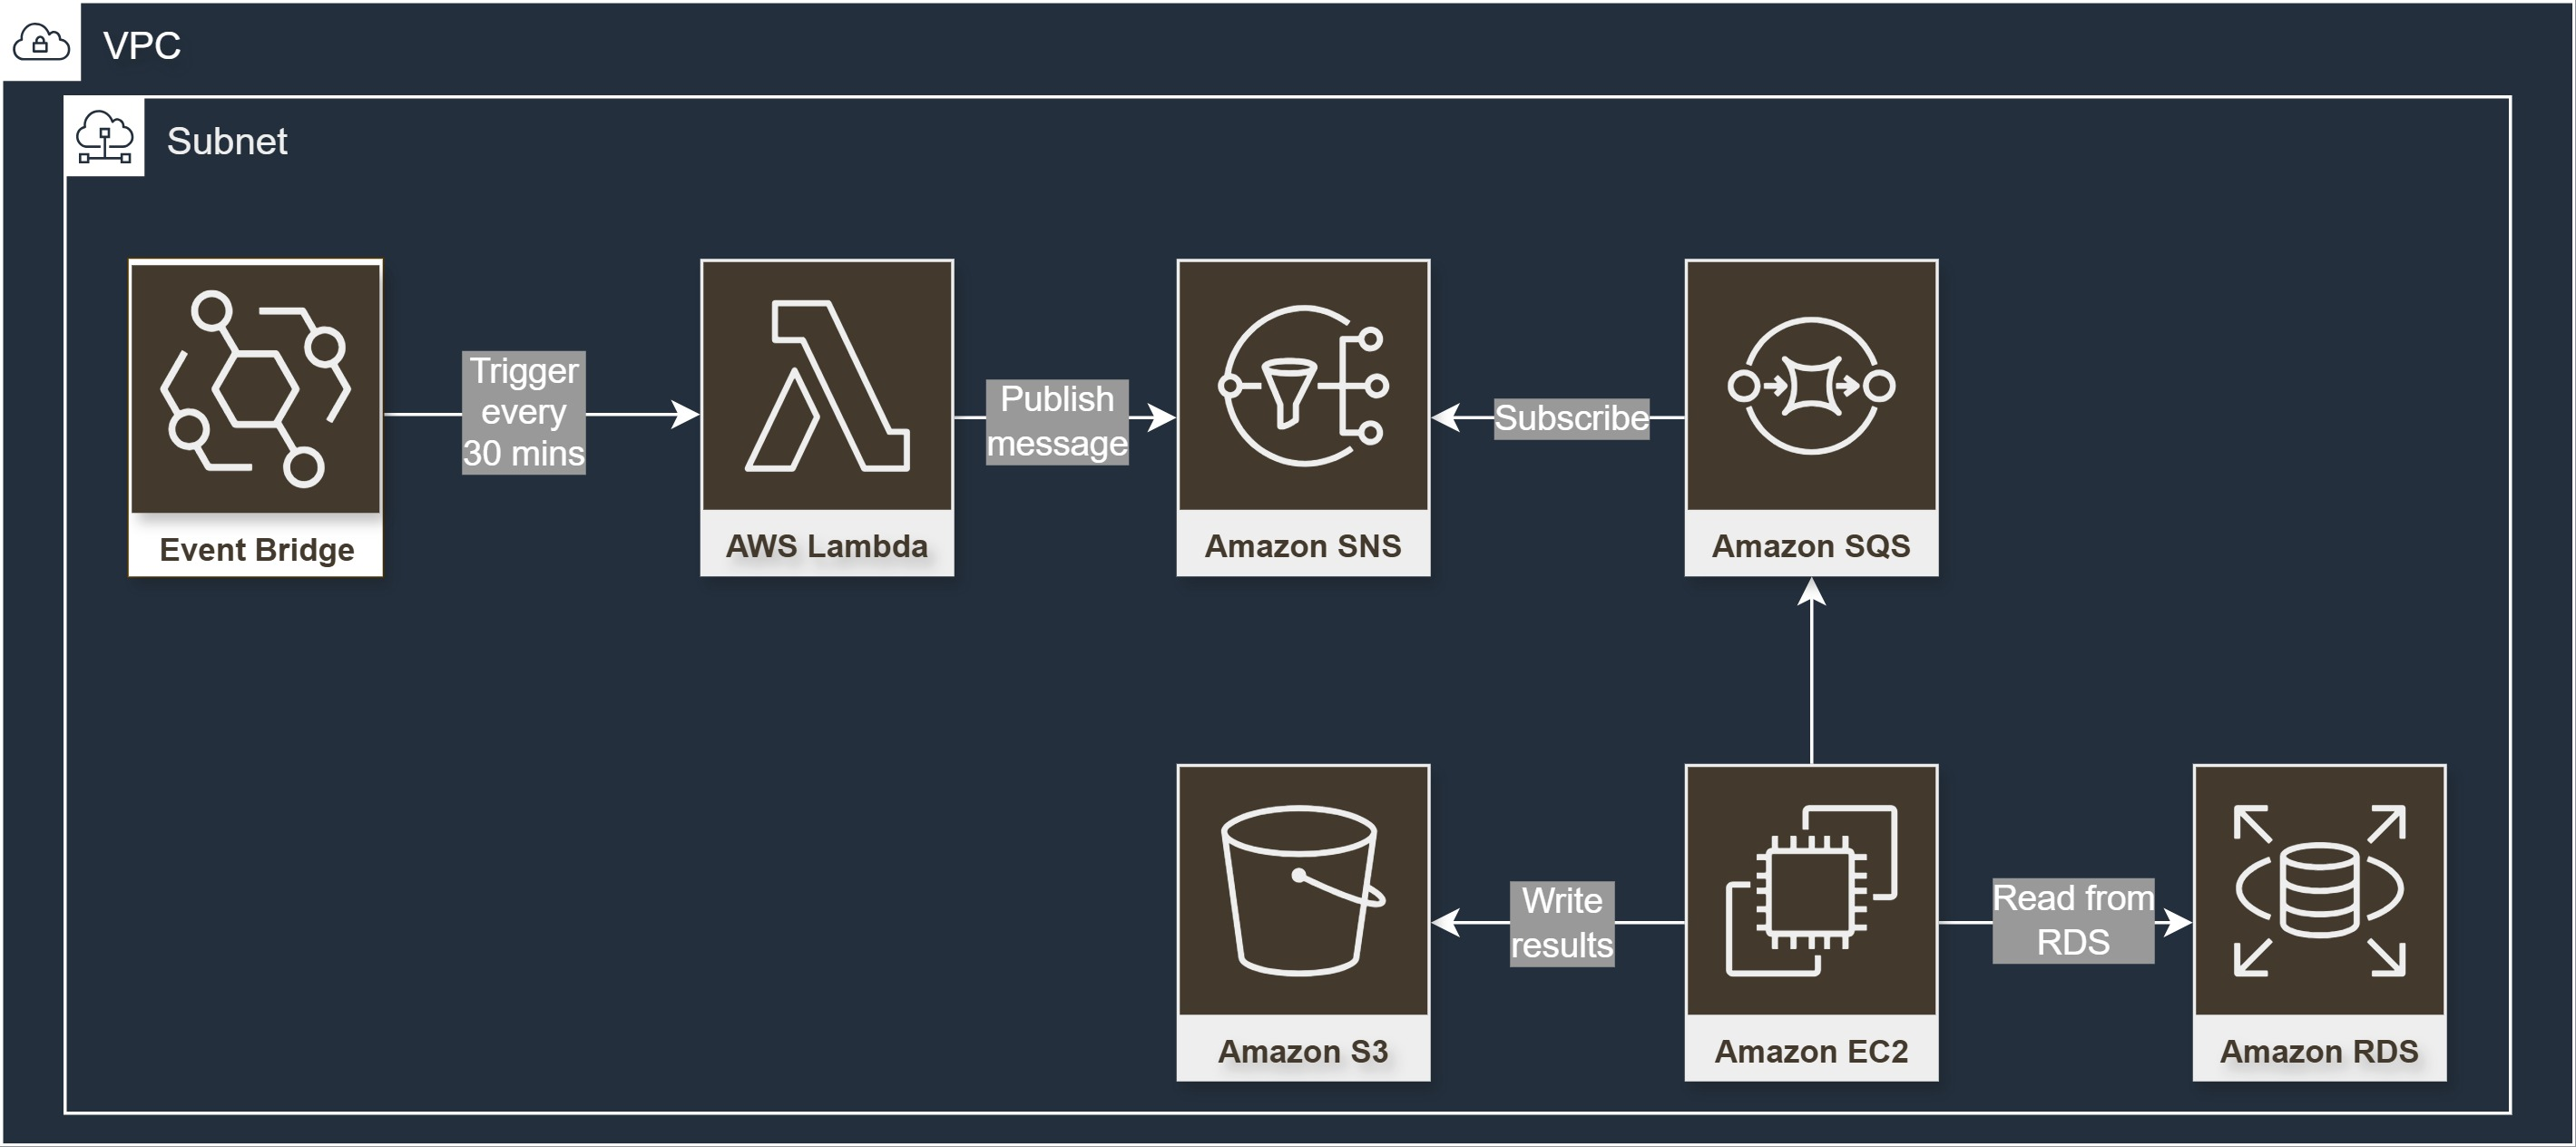 VPC
Subnet
Trigger
every
30 mins
Publish
message
Subscribe
Event Bridge
AWS Lambda
Amazon SNS
Amazon SQS
Write
results
Read from
RDS
Amazon S3
Amazon EC2
Amazon RDS